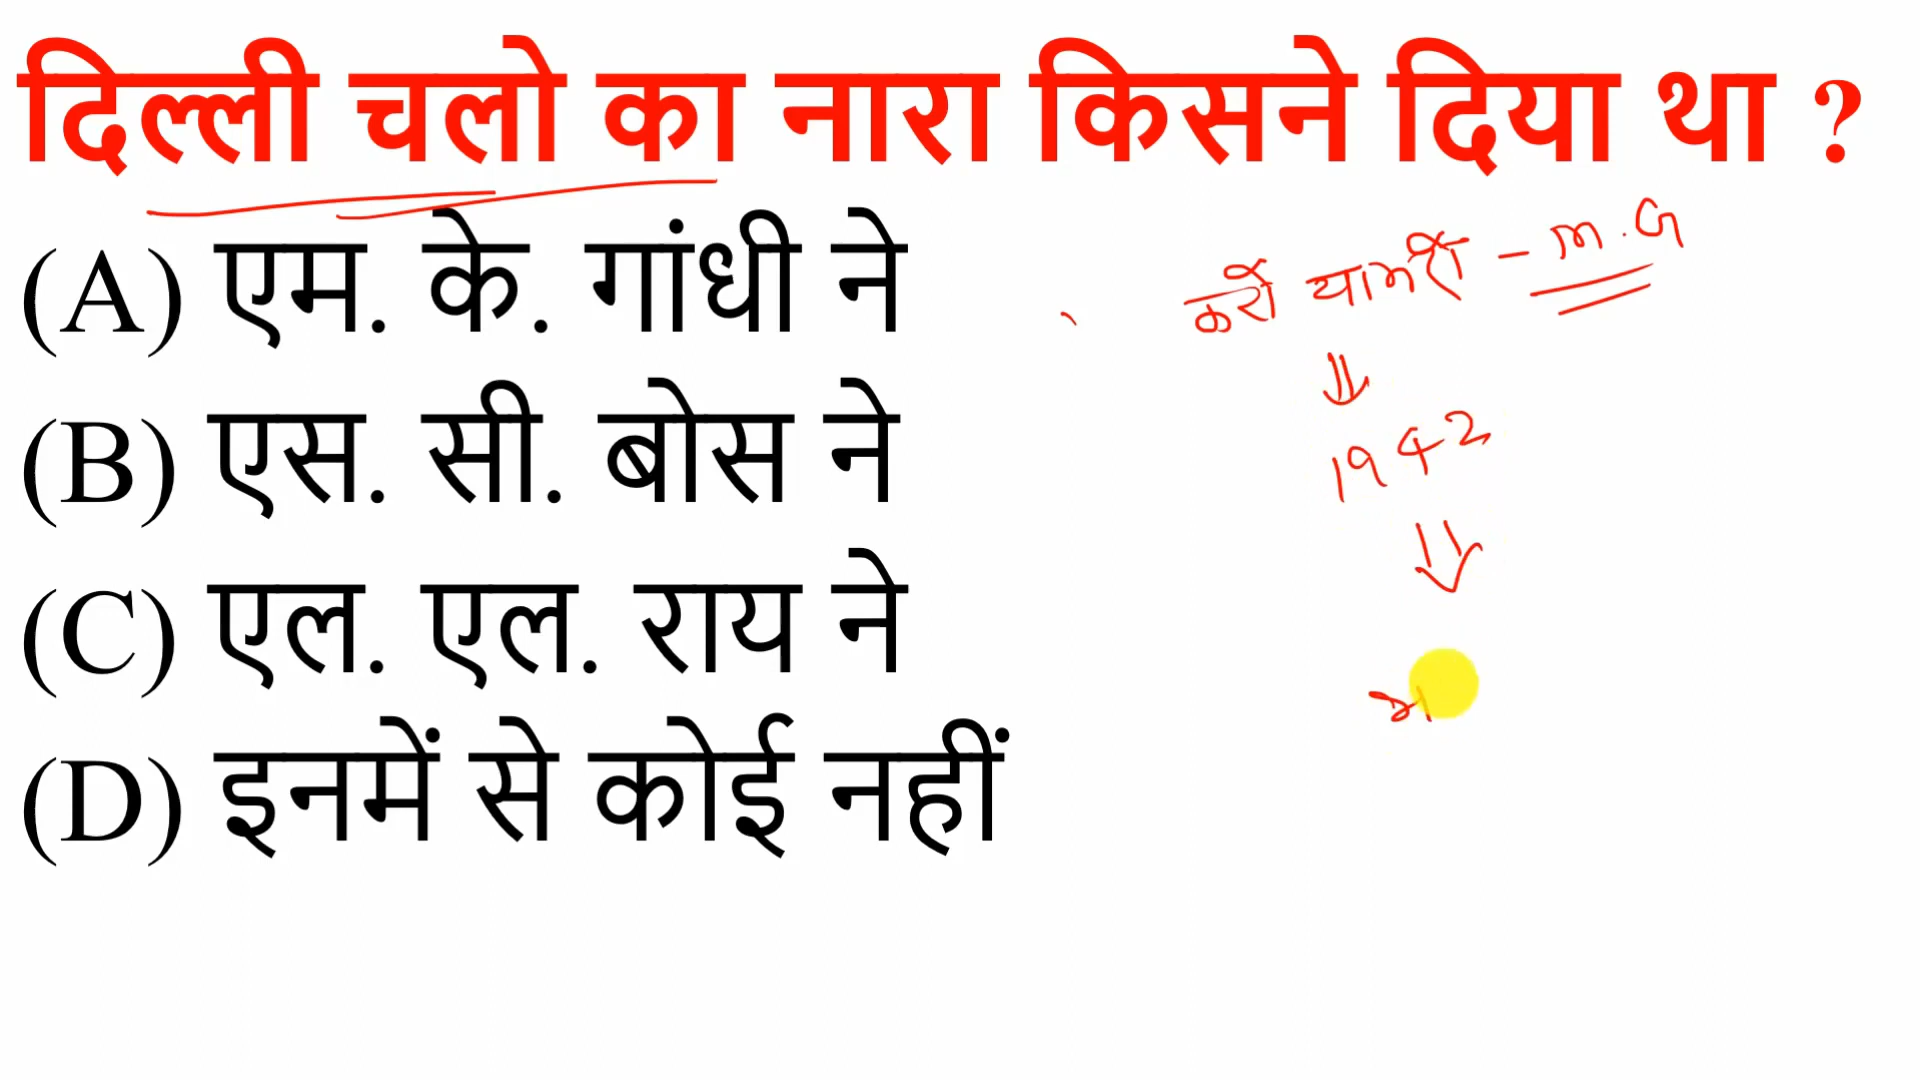 दिल्ली चलो का नारा किसने दिया था ?
(A) एम. के. गांधी ने
करो या मरो - M.G
(B) एस. सी. बोस ने
1942
(C) एल. एल. राय ने
(D) इनमें से कोई नहीं